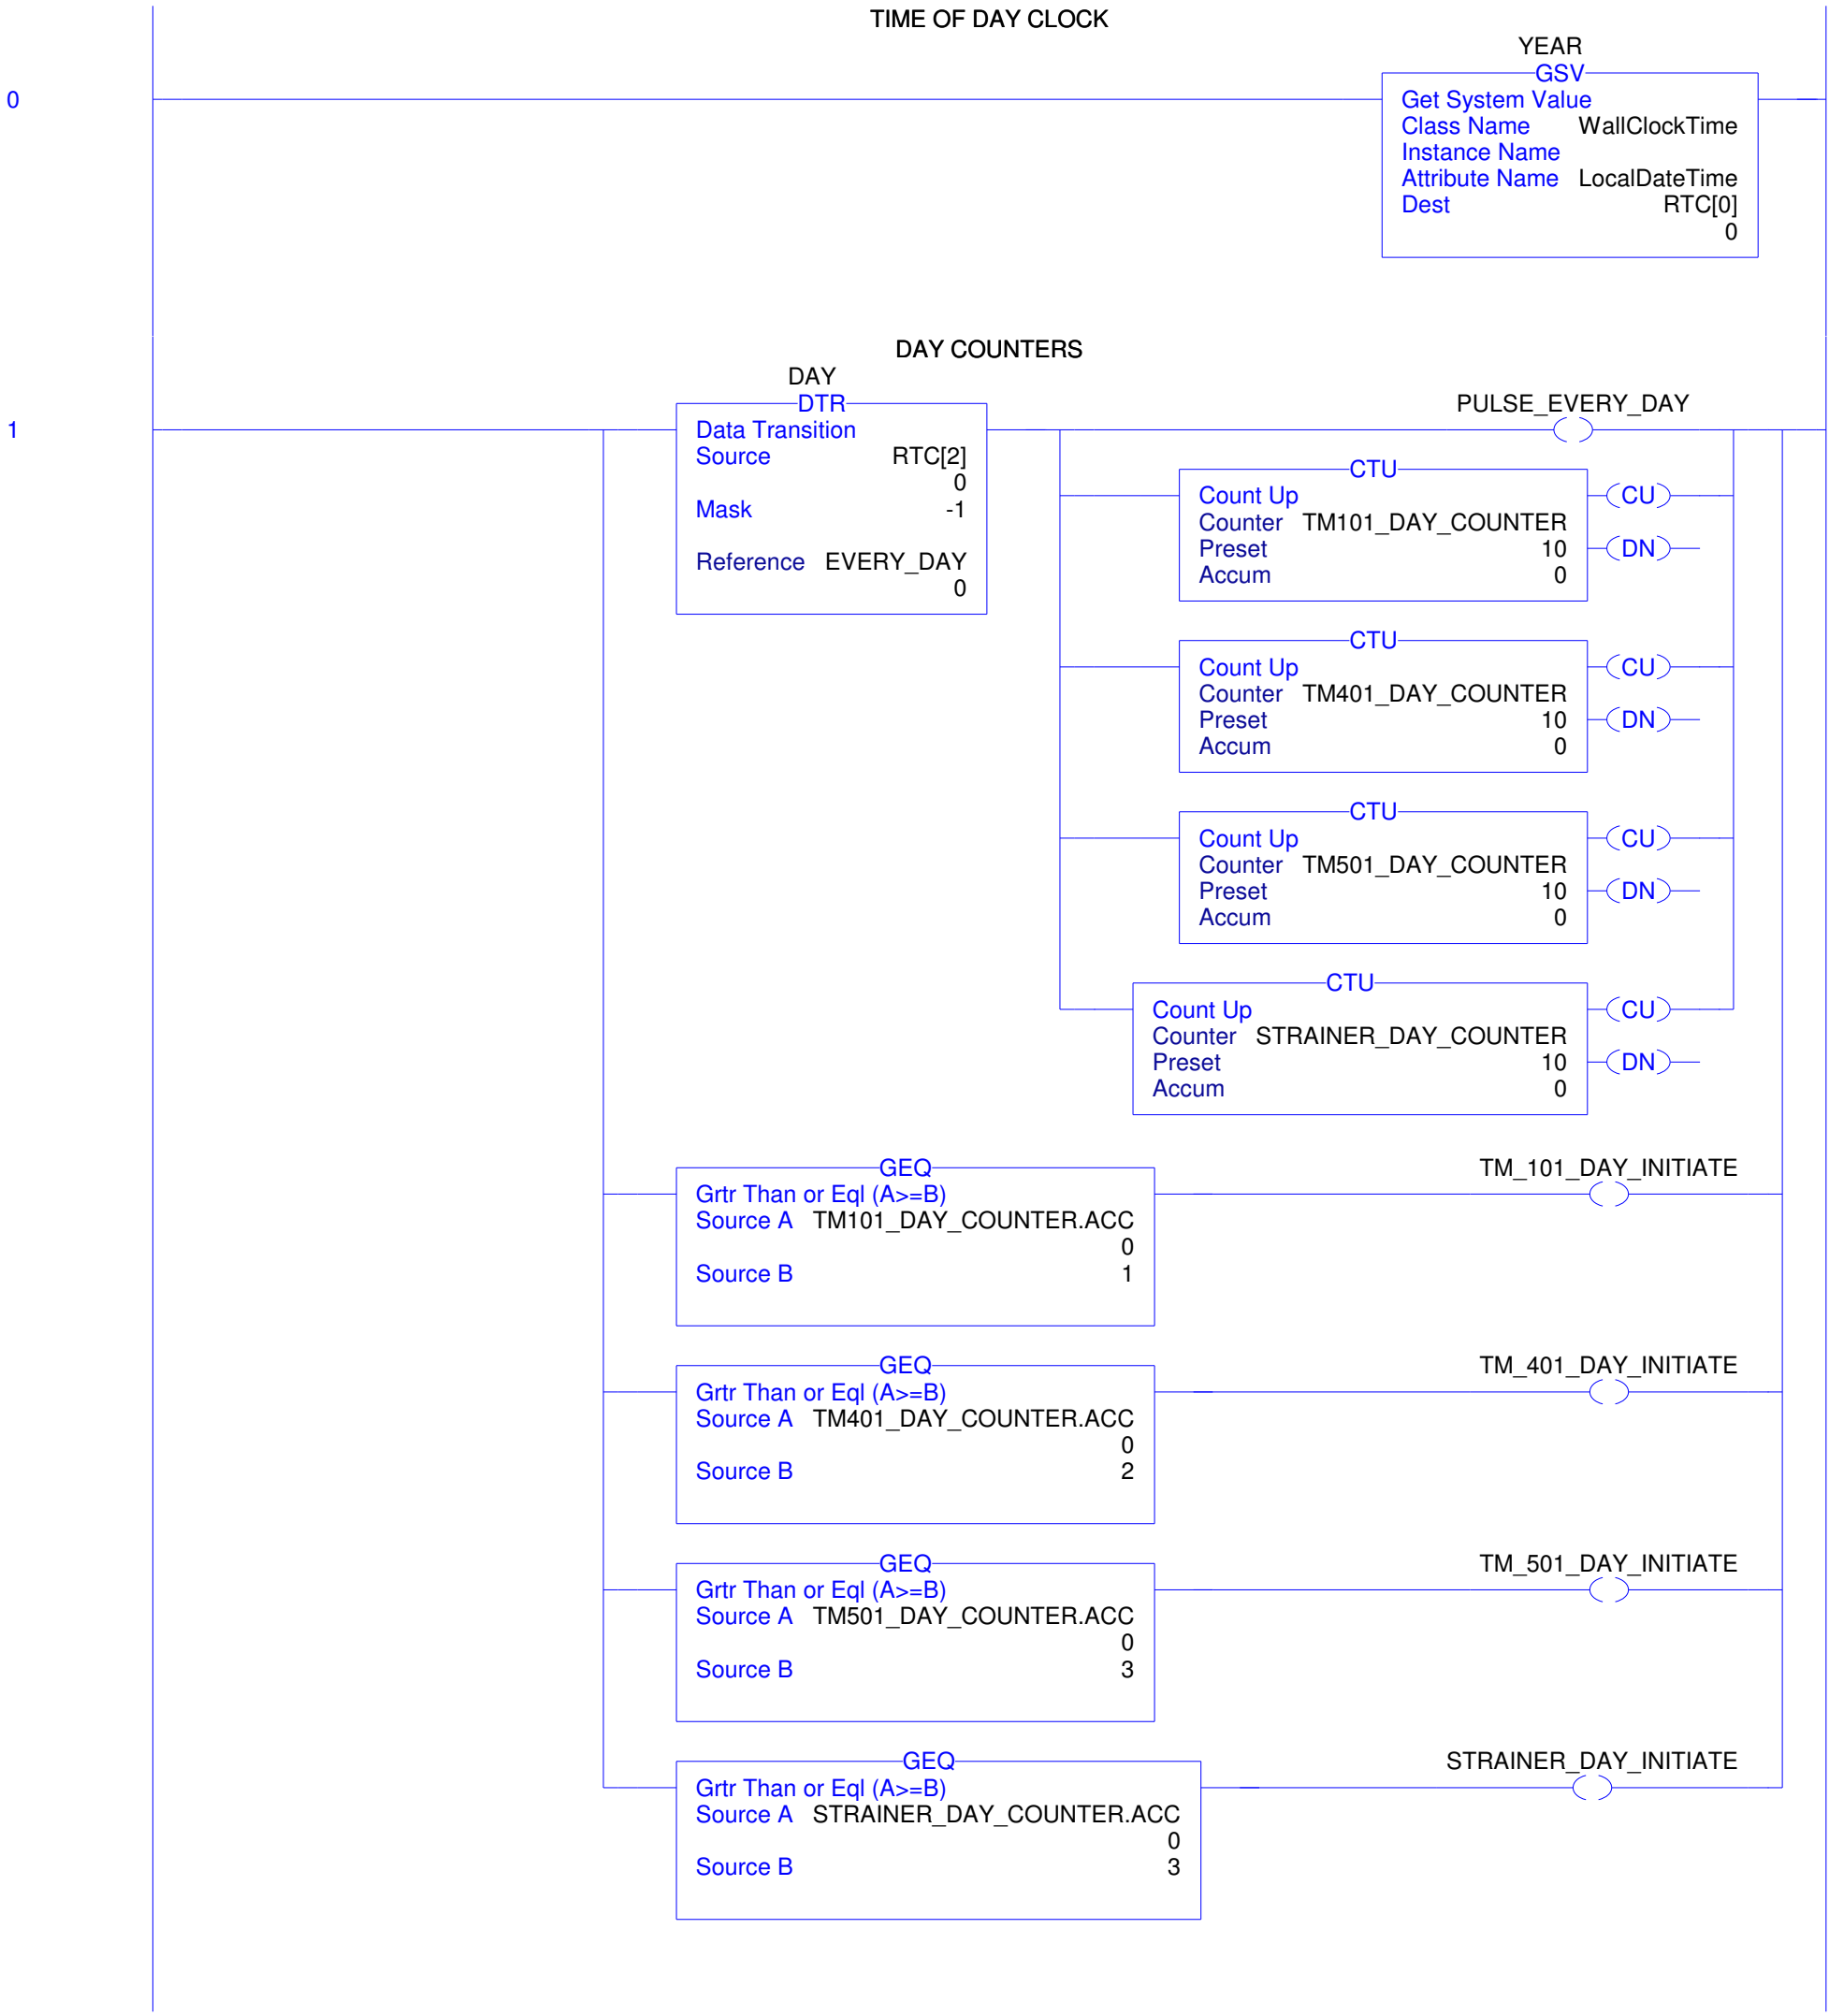 TIME OF DAY CLOCK
YEAR
GSV
0
Get System Value
Class Name WallClockTime
Instance Name
Attribute Name LocalDateTime
Dest RTC[0]
0
DAY COUNTERS
DAY
DTR
PULSE_EVERY_DAY
1
Data Transition
Source RTC[2]
0
Mask -1
Reference EVERY_DAY
0
CTU
Count Up
CU
Counter TM101_DAY_COUNTER
Preset 10
DN
Accum 0
CTU
Count Up
CU
Counter TM401_DAY_COUNTER
Preset 10
DN
Accum 0
CTU
Count Up
CU
Counter TM501_DAY_COUNTER
Preset 10
DN
Accum 0
CTU
Count Up
CU
Counter STRAINER_DAY_COUNTER
Preset 10
DN
Accum 0
GEQ
TM_101_DAY_INITIATE
Grtr Than or Eql (A>=B)
Source A TM101_DAY_COUNTER.ACC
0
Source B 1
GEQ
TM_401_DAY_INITIATE
Grtr Than or Eql (A>=B)
Source A TM401_DAY_COUNTER.ACC
0
Source B 2
GEQ
TM_501_DAY_INITIATE
Grtr Than or Eql (A>=B)
Source A TM501_DAY_COUNTER.ACC
0
Source B 3
GEQ
STRAINER_DAY_INITIATE
Grtr Than or Eql (A>=B)
Source A STRAINER_DAY_COUNTER.ACC
0
Source B 3